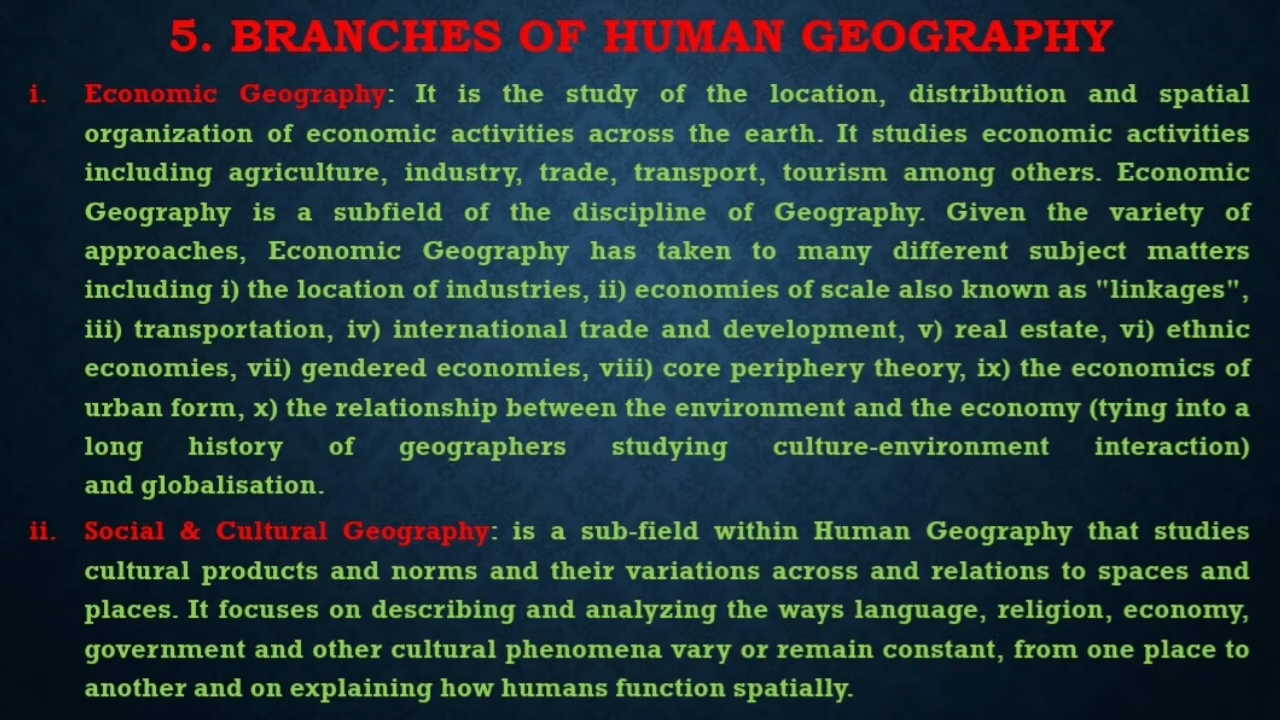 5. BRANCHES OF HUMAN GEOGRAPHY
i. Economic Geography: It is the study of the location, distribution and spatial
organization of economic activities across the earth. It studies economic activities
including agriculture, industry, trade, transport, tourism among others. Economic
Geography is a subfield of the discipline of Geography. Given the variety of
approaches, Economic Geography has taken to many different subject matters
including i) the location of industries, ii) economies of scale also known as "linkages",
iii) transportation, iv) international trade and development, v) real estate, vi) ethnic
economies, vii) gendered economies, viii) core periphery theory, ix) the economics of
urban form, x) the relationship between the environment and the economy (tying into a
long history of geographers studying culture-environment interaction)
and globalisation.
ii. Social & Cultural Geography: is a sub-field within Human Geography that studies
cultural products and norms and their variations across and relations to spaces and
places. It focuses on describing and analyzing the ways language, religion, economy,
government and other cultural phenomena vary or remain constant, from one place to
another and on explaining how humans function spatially.